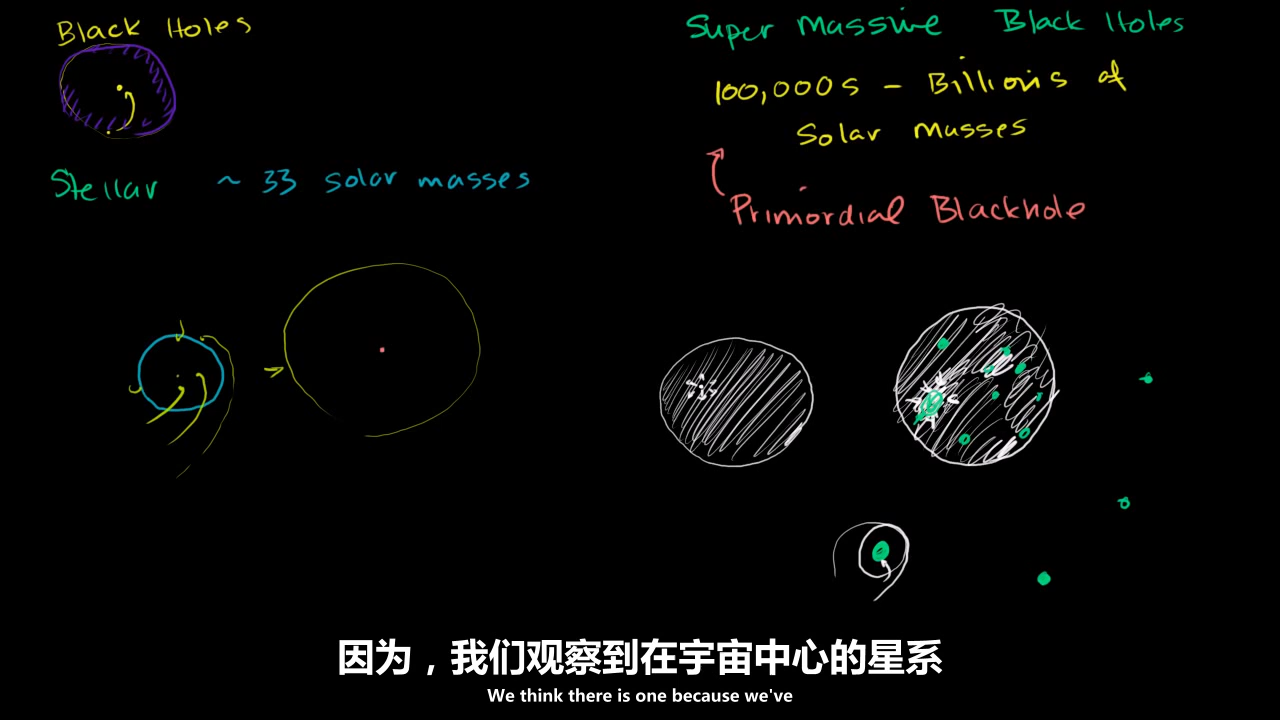 Black Holes
Super Massive Black Holes
100,000s - Billions of
Solar Masses
Stellar ~ 33 solar masses
Primordial Blackhole
因为，我们观察到在宇宙中心的星系
We think there is one because we've